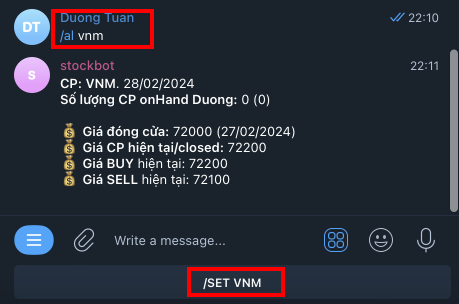 DT
Duong Tuan
22:10
/al vnm
S
stockbot
22:11
CP: VNM. 28/02/2024
Số lượng CP onHand Duong: 0 (0)
💰 Giá đóng cửa: 72000 (27/02/2024)
💰 Giá CP hiện tại/closed: 72200
💰 Giá BUY hiện tại: 72200
💰 Giá SELL hiện tại: 72100
Write a message...
/SET VNM